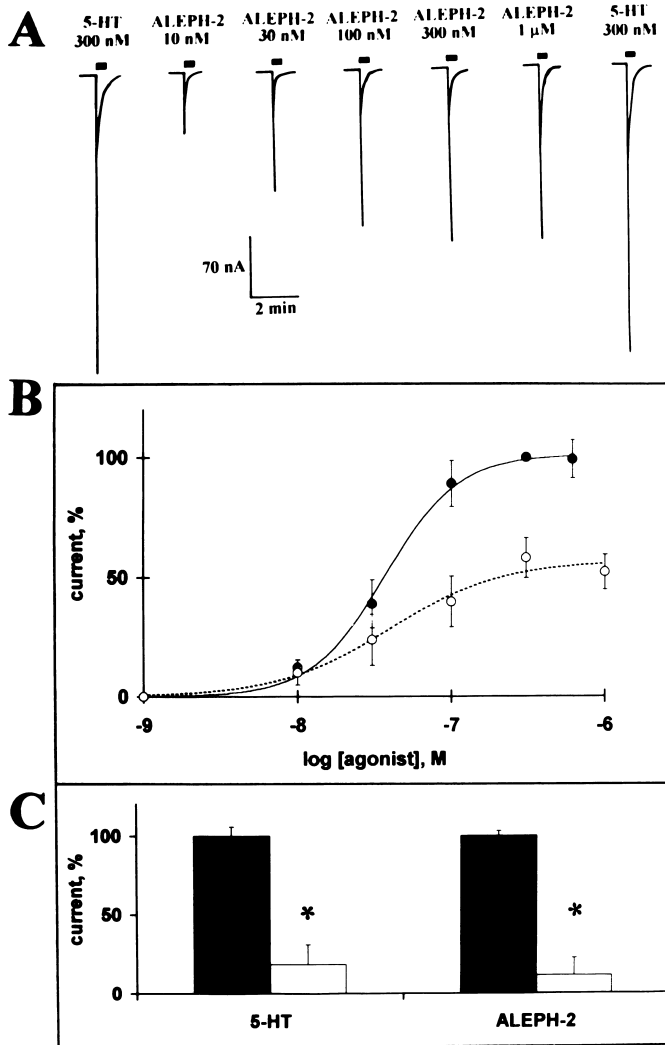 A
5-HT 300 nM
ALEPH-2 10 nM
ALEPH-2 30 nM
ALEPH-2 100 nM
ALEPH-2 300 nM
ALEPH-2 1 µM
5-HT 300 nM
70 nA
2 min
B
current, %
100
50
0
-9
-8
-7
-6
log [agonist], M
C
current, %
100
50
0
*
*
5-HT
ALEPH-2